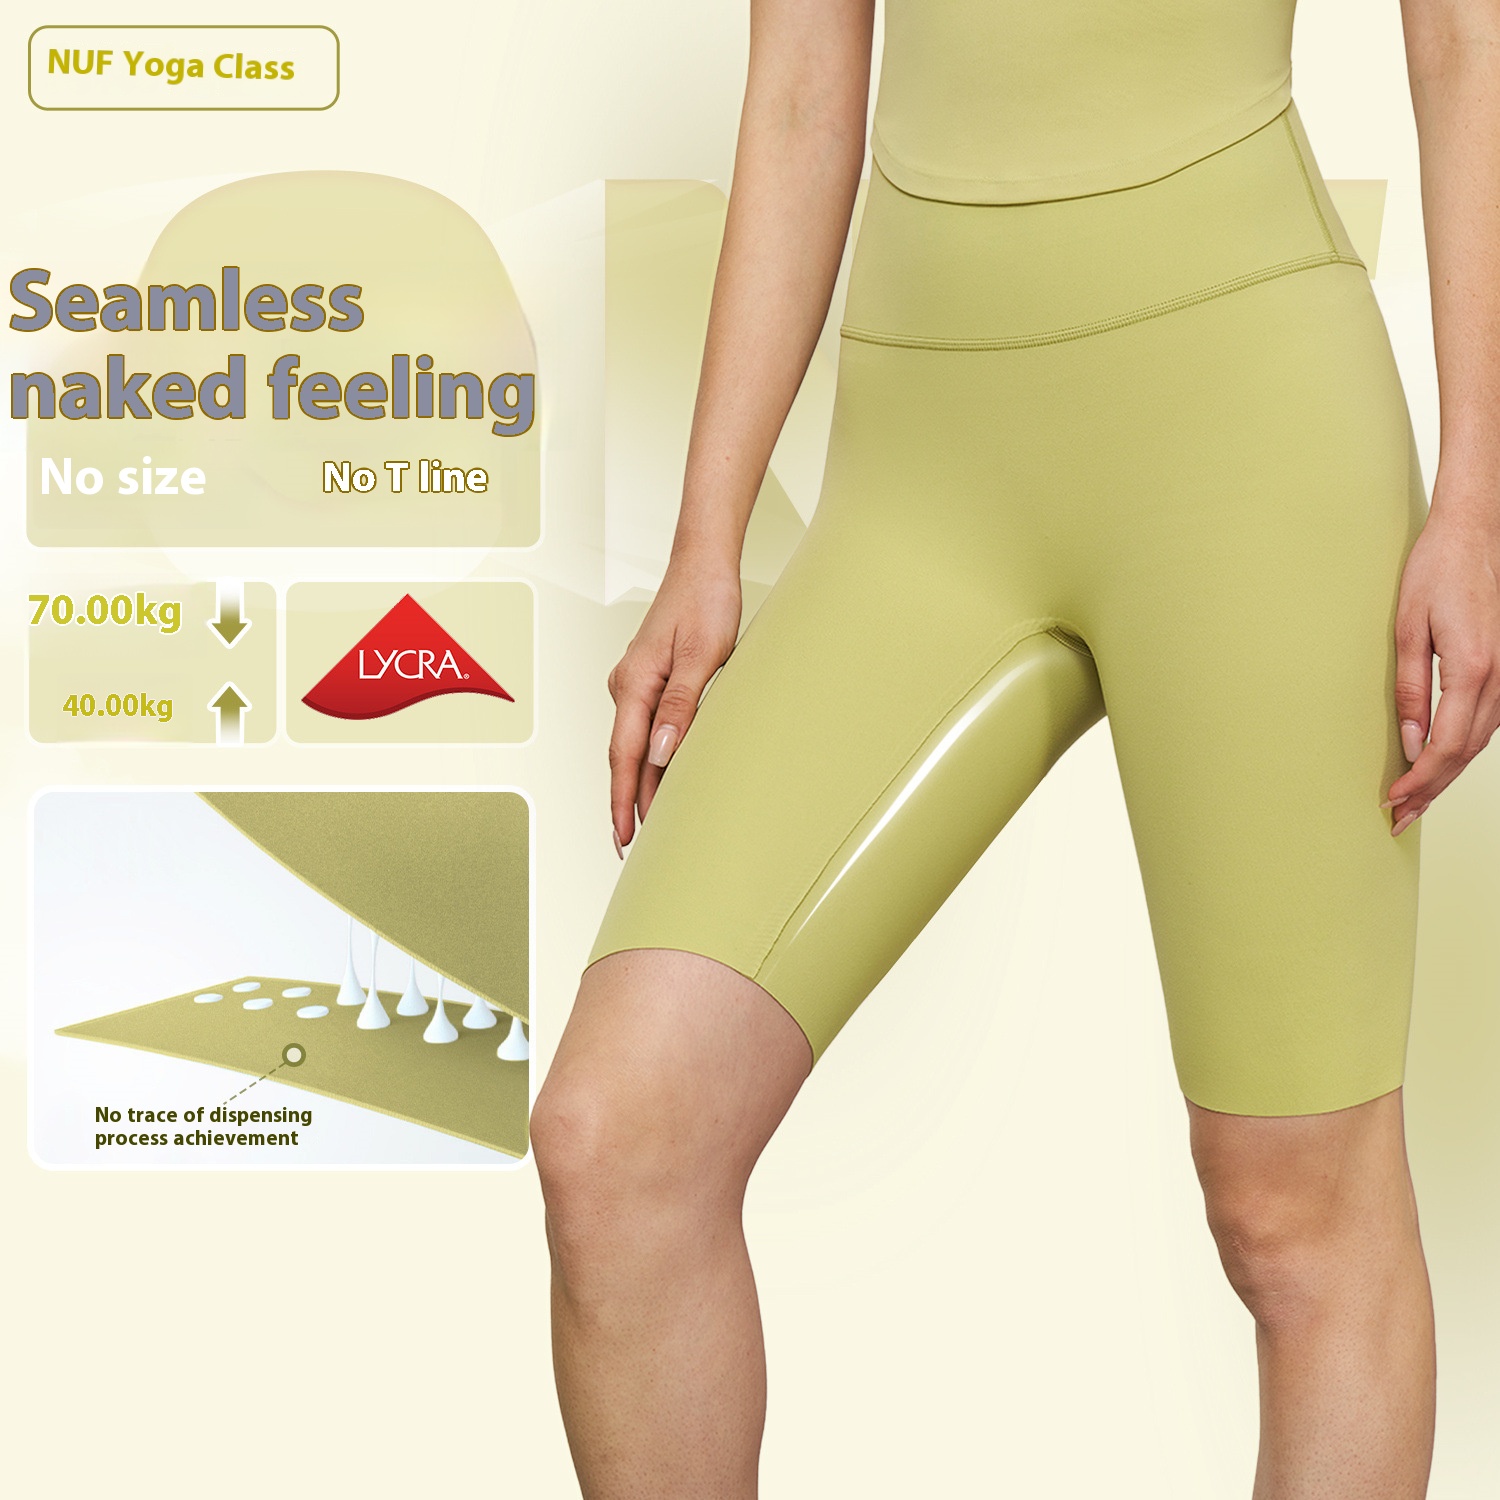 NUF Yoga Class
Seamless
naked feeling
No size
No T line
70.00kg
40.00kg
LYCRA®
No trace of dispensing
process achievement